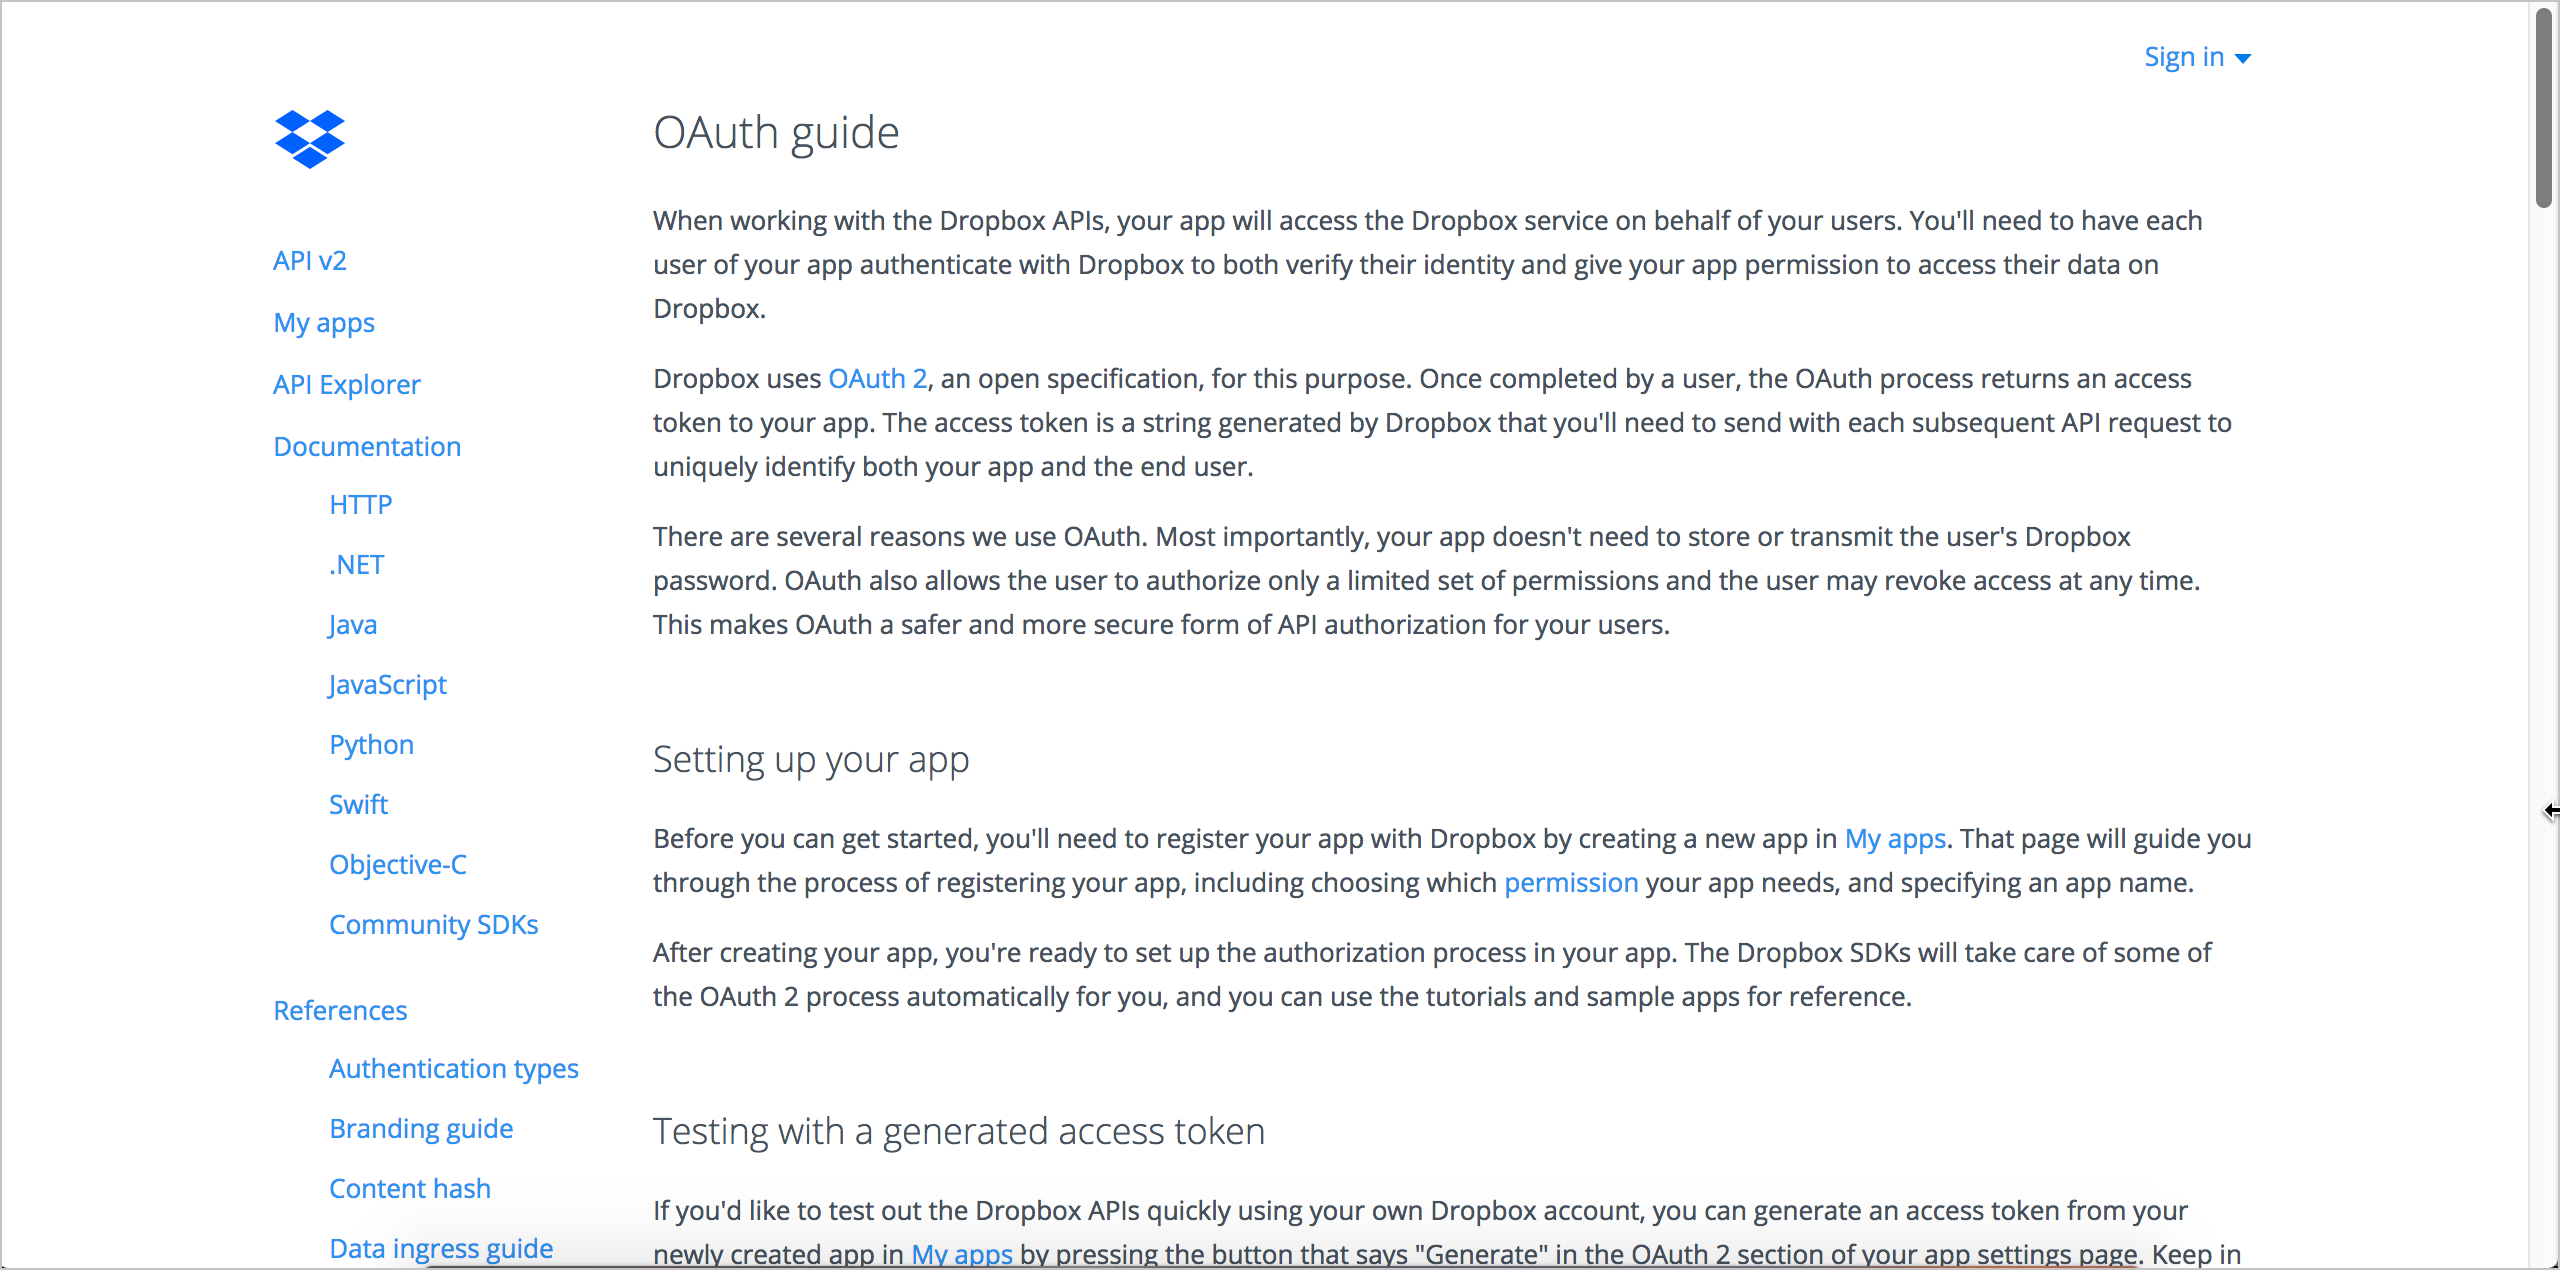 Sign in
API v2
My apps
API Explorer
Documentation
HTTP
.NET
Java
JavaScript
Python
Swift
Objective-C
Community SDKs
References
Authentication types
Branding guide
Content hash
Data ingress guide
OAuth guide
When working with the Dropbox APIs, your app will access the Dropbox service on behalf of your users. You'll need to have each
user of your app authenticate with Dropbox to both verify their identity and give your app permission to access their data on
Dropbox.
Dropbox uses OAuth 2, an open specification, for this purpose. Once completed by a user, the OAuth process returns an access
token to your app. The access token is a string generated by Dropbox that you'll need to send with each subsequent API request to
uniquely identify both your app and the end user.
There are several reasons we use OAuth. Most importantly, your app doesn't need to store or transmit the user's Dropbox
password. OAuth also allows the user to authorize only a limited set of permissions and the user may revoke access at any time.
This makes OAuth a safer and more secure form of API authorization for your users.
Setting up your app
Before you can get started, you'll need to register your app with Dropbox by creating a new app in My apps. That page will guide you
through the process of registering your app, including choosing which permission your app needs, and specifying an app name.
After creating your app, you're ready to set up the authorization process in your app. The Dropbox SDKs will take care of some of
the OAuth 2 process automatically for you, and you can use the tutorials and sample apps for reference.
Testing with a generated access token
If you'd like to test out the Dropbox APIs quickly using your own Dropbox account, you can generate an access token from your
newly created app in My apps by pressing the button that says "Generate" in the OAuth 2 section of your app settings page. Keep in